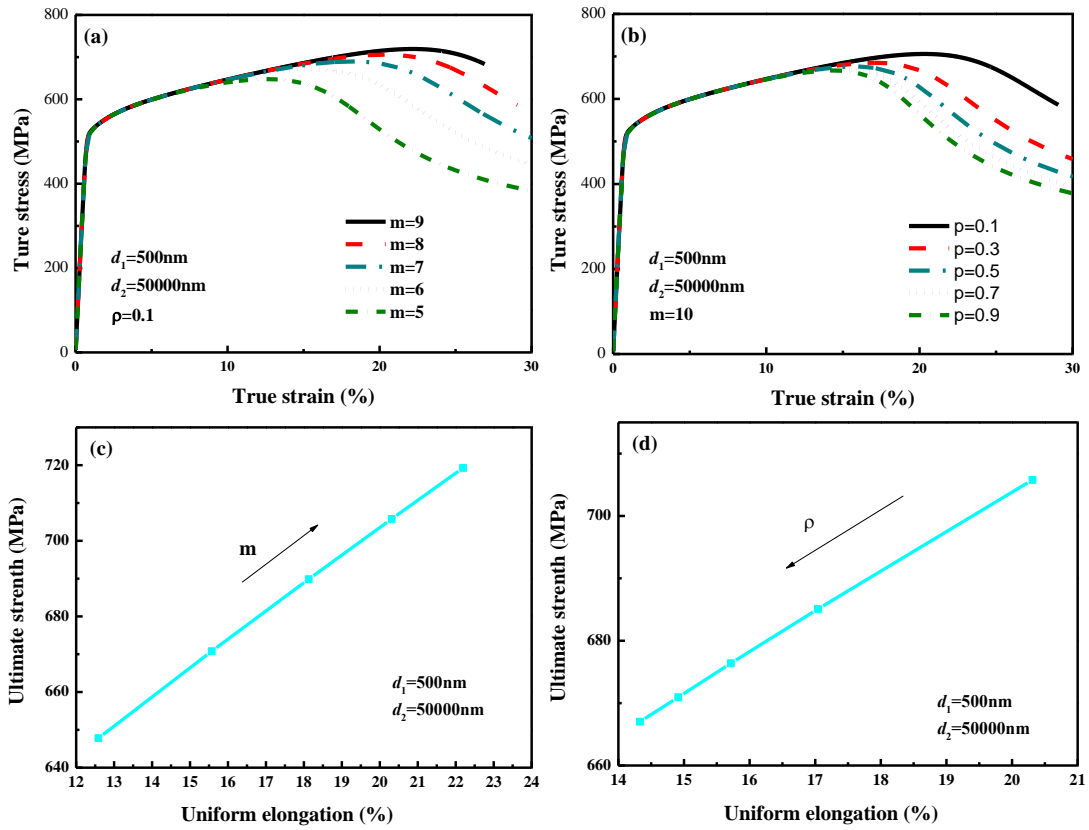 (a)
800
600
400
200
0
Ture stress (MPa)
m=9
m=8
m=7
m=6
m=5
d₁=500nm
d₂=50000nm
ρ=0.1
0 10 20 30
True strain (%)
(b)
800
600
400
200
0
Ture stress (MPa)
p=0.1
p=0.3
p=0.5
p=0.7
p=0.9
d₁=500nm
d₂=50000nm
m=10
0 10 20 30
True strain (%)
(c)
720
700
680
660
640
Ultimate strenth (MPa)
m
d₁=500nm
d₂=50000nm
12 13 14 15 16 17 18 19 20 21 22 23 24
Uniform elongation (%)
(d)
700
680
660
Ultimate strenth (MPa)
ρ
d₁=500nm
d₂=50000nm
14 15 16 17 18 19 20 21
Uniform elongation (%)